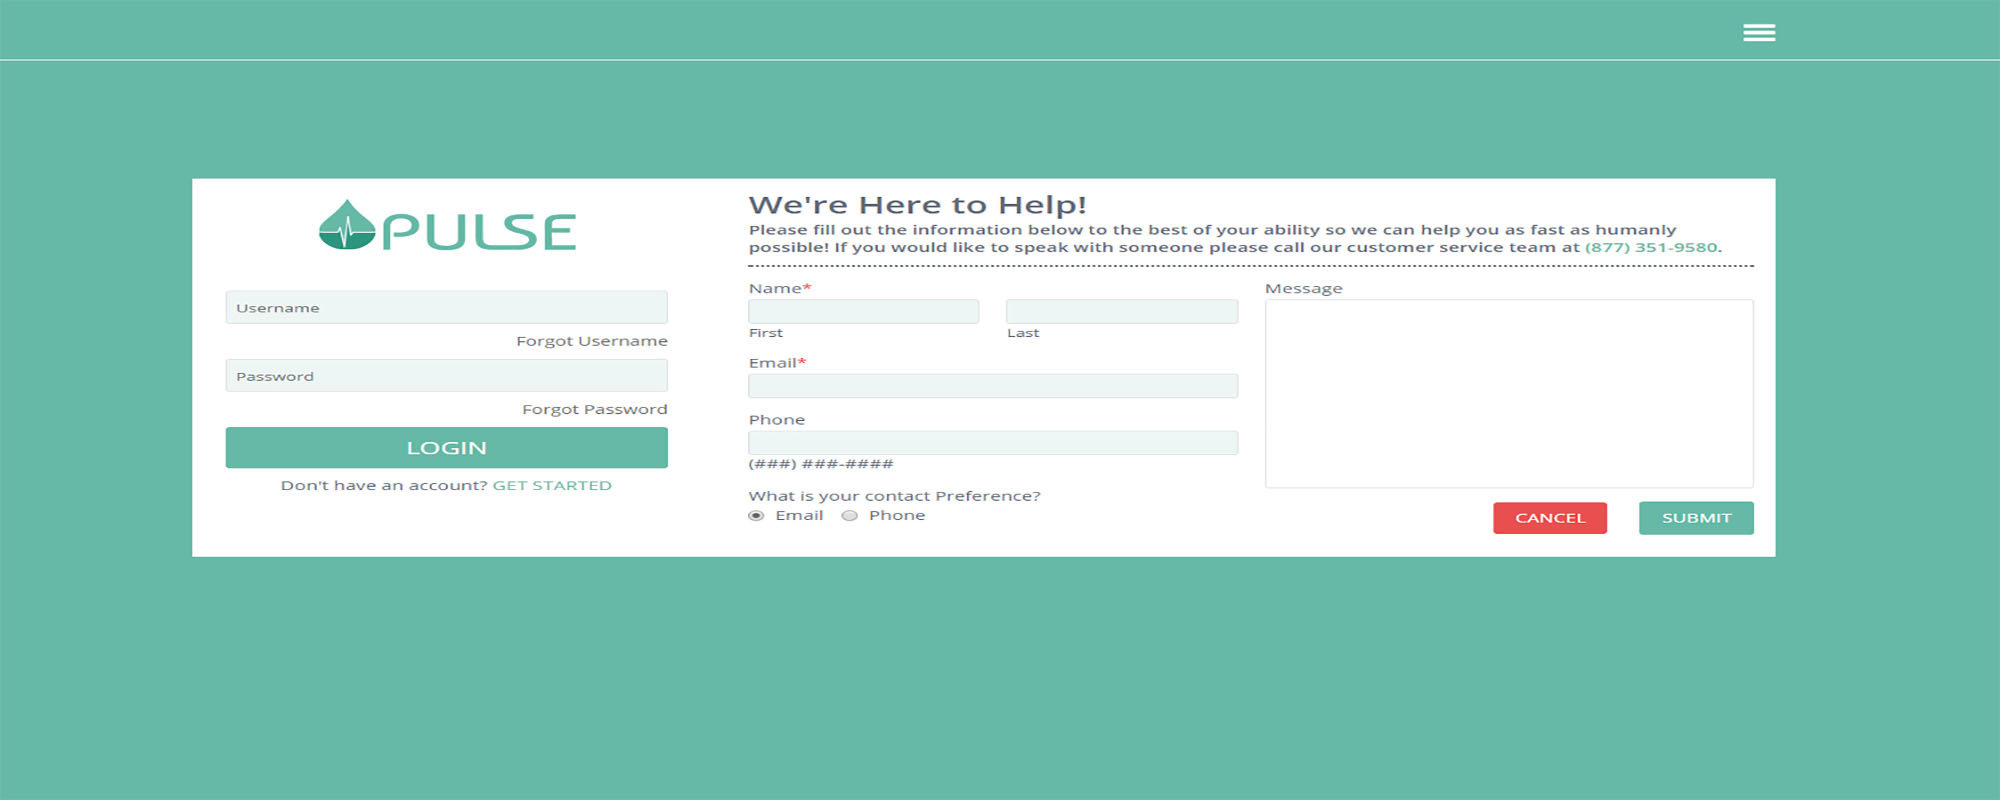 PULSE
Username
Forgot Username
Password
Forgot Password
LOGIN
Don't have an account? GET STARTED
We're Here to Help!
Please fill out the information below to the best of your ability so we can help you as fast as humanly
possible! If you would like to speak with someone please call our customer service team at (877) 351-9580.
Name*
First
Last
Email*
Phone
(###) ###-####
What is your contact Preference?
Email Phone
Message
CANCEL SUBMIT